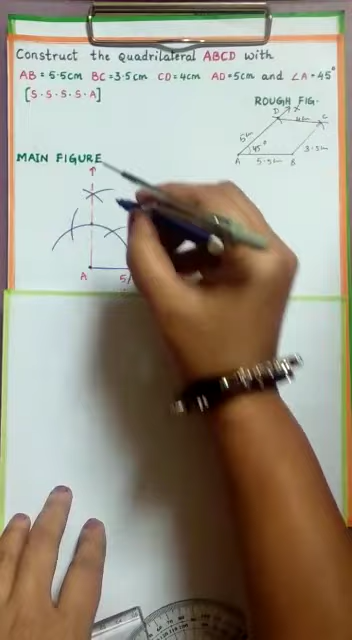 Construct the Quadrilateral ABCD with
AB = 5.5cm BC = 3.5cm CD = 4cm AD = 5cm and ∠A = 45°
[S.S.S.S.A]
ROUGH FIG.
D X
4cm C
5cm
45° 3.5cm
A 5.5cm B
MAIN FIGURE
A